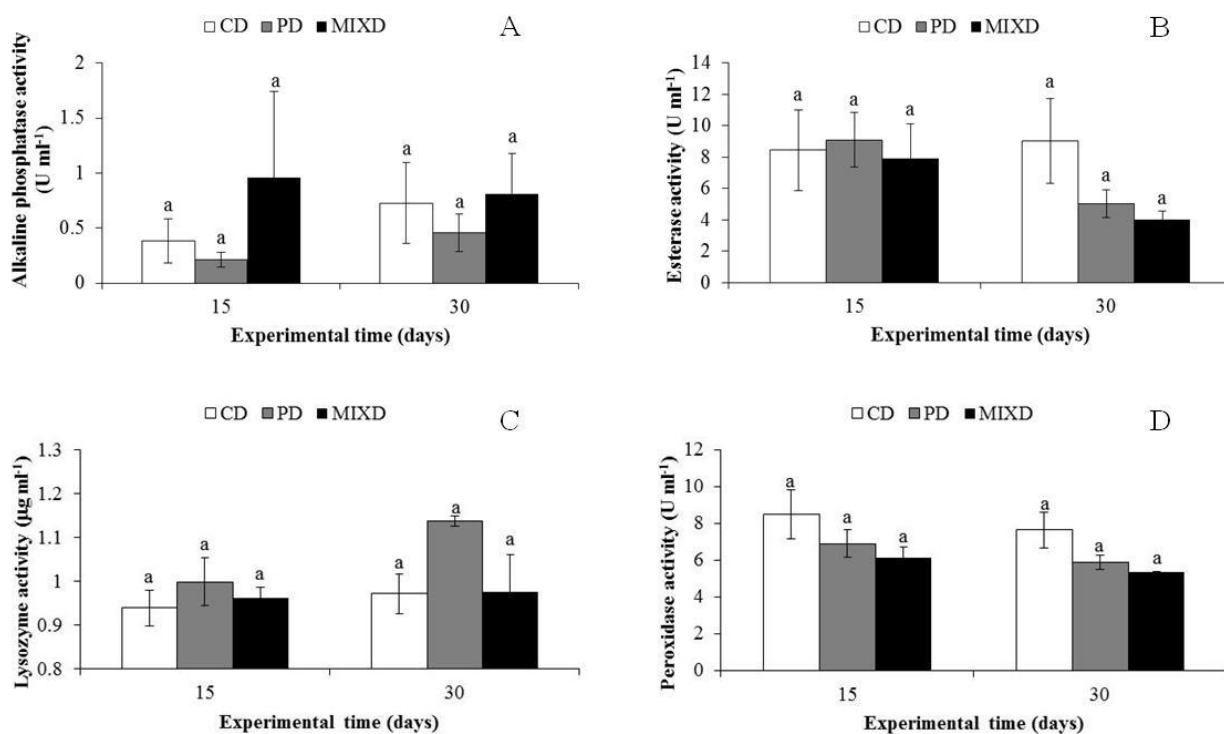 CD PD MIXD
A
Alkaline phosphatase activity
(U ml-1)
2
1.5
1
0.5
0
a
a
a
a
a
a
15
30
Experimental time (days)
CD PD MIXD
B
Esterase activity (U ml-1)
14
12
10
8
6
4
2
0
a
a
a
a
a
a
15
30
Experimental time (days)
CD PD MIXD
C
Lysozyme activity (µg ml-1)
1.3
1.2
1.1
1
0.9
0.8
a
a
a
a
a
a
15
30
Experimental time (days)
CD PD MIXD
D
Peroxidase activity (U ml-1)
12
10
8
6
4
2
0
a
a
a
a
a
a
15
30
Experimental time (days)